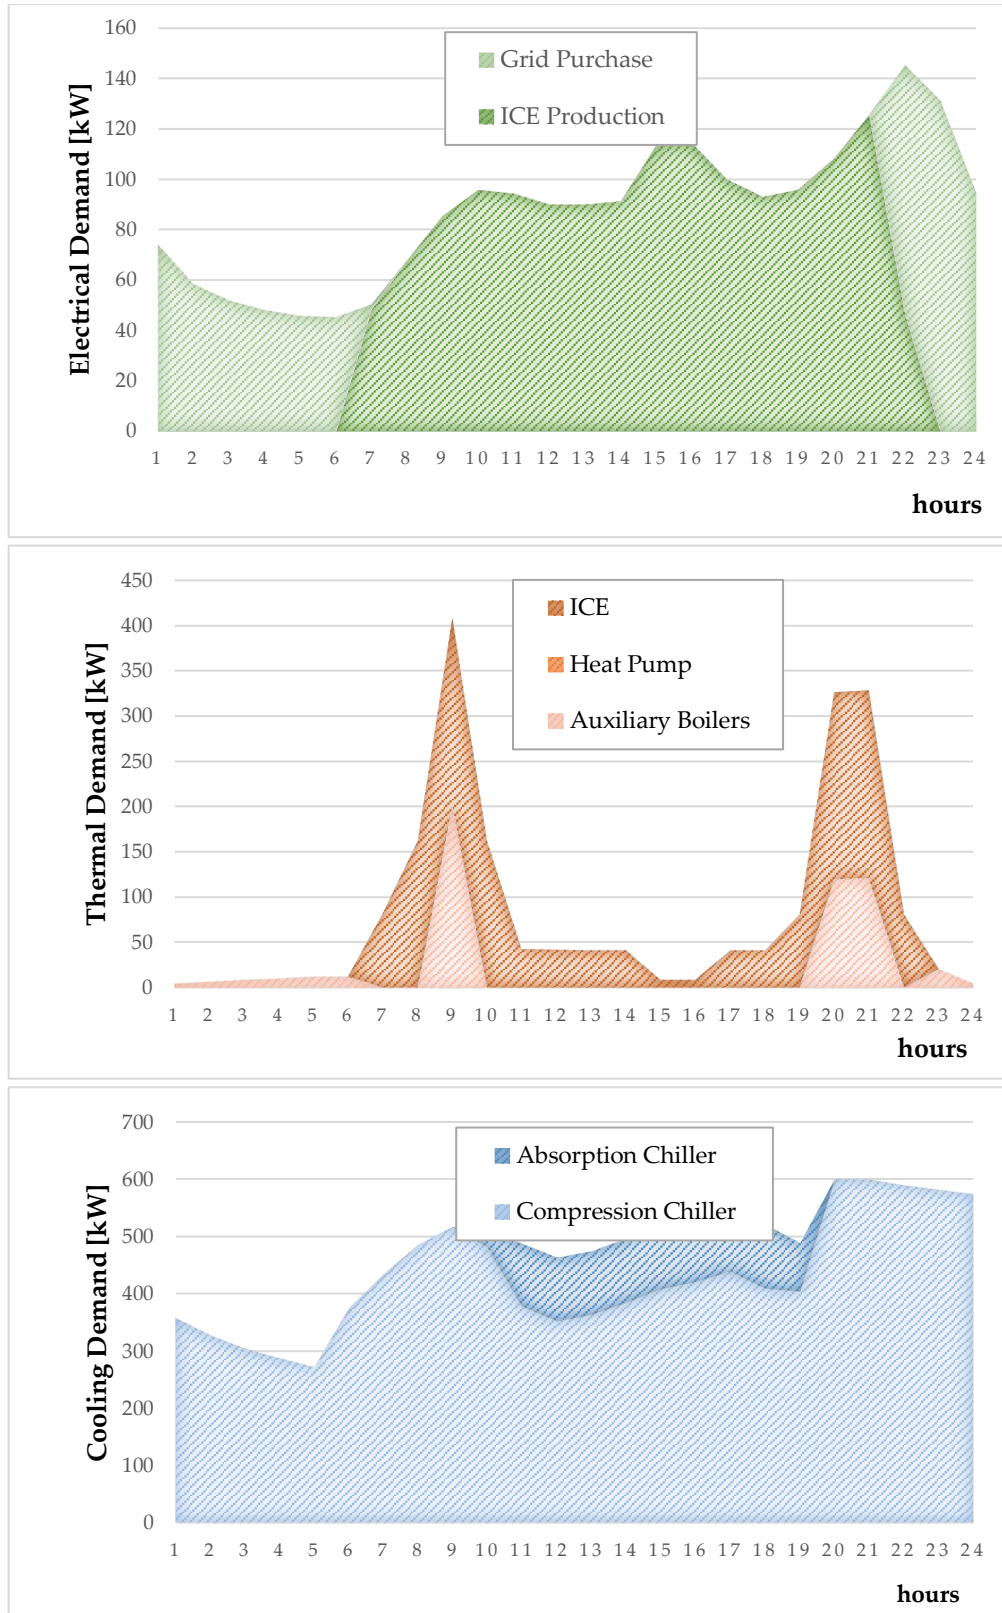 160
140
120
100
80
60
40
20
0
Electrical Demand [kW]
Grid Purchase
ICE Production
1 2 3 4 5 6 7 8 9 10 11 12 13 14 15 16 17 18 19 20 21 22 23 24
hours
450
400
350
300
250
200
150
100
50
0
Thermal Demand [kW]
ICE
Heat Pump
Auxiliary Boilers
1 2 3 4 5 6 7 8 9 10 11 12 13 14 15 16 17 18 19 20 21 22 23 24
hours
700
600
500
400
300
200
100
0
Cooling Demand [kW]
Absorption Chiller
Compression Chiller
1 2 3 4 5 6 7 8 9 10 11 12 13 14 15 16 17 18 19 20 21 22 23 24
hours